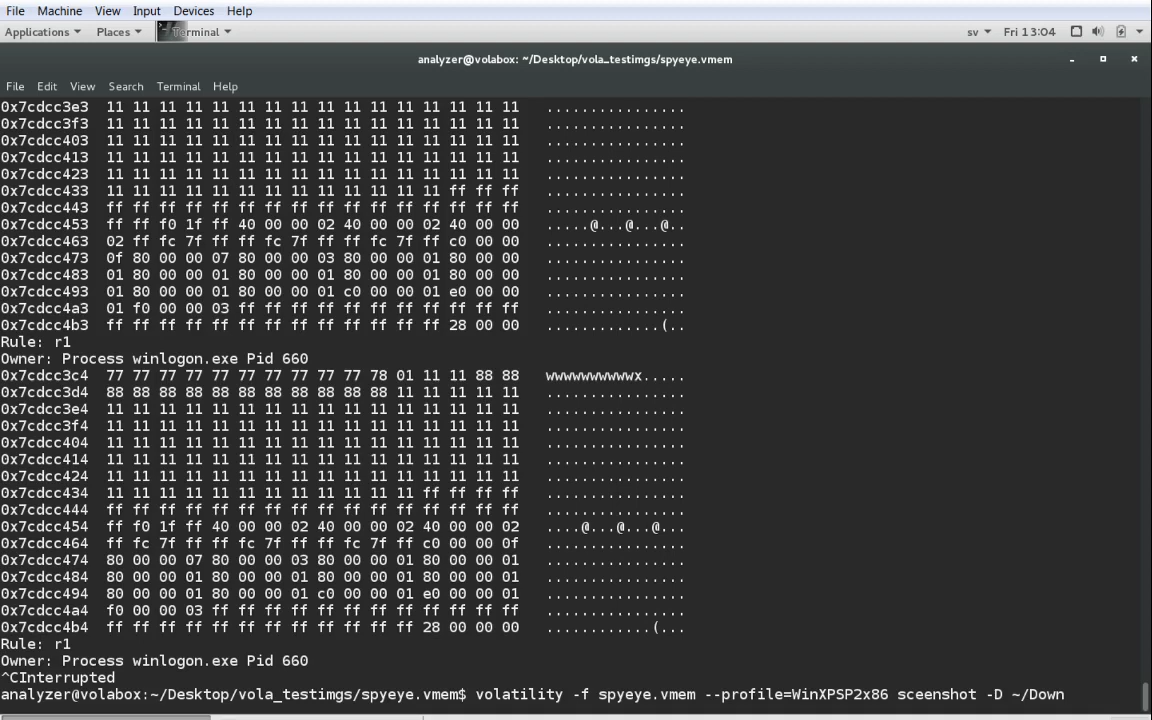 File Machine View Input Devices Help
Applications Places Terminal sv Fri 13:04
analyzer@volabox: ~/Desktop/vola_testimgs/spyeye.vmem
File Edit View Search Terminal Help
0x7cdcc3e3 11 11 11 11 11 11 11 11 11 11 11 11 11 11 11 11 ................
0x7cdcc3f3 11 11 11 11 11 11 11 11 11 11 11 11 11 11 11 11 ................
0x7cdcc403 11 11 11 11 11 11 11 11 11 11 11 11 11 11 11 11 ................
0x7cdcc413 11 11 11 11 11 11 11 11 11 11 11 11 11 11 11 11 ................
0x7cdcc423 11 11 11 11 11 11 11 11 11 11 11 11 11 11 11 11 ................
0x7cdcc433 11 11 11 11 11 11 11 11 11 11 11 11 11 ff ff ff ................
0x7cdcc443 ff ff ff ff ff ff ff ff ff ff ff ff ff ff ff ff ................
0x7cdcc453 ff ff f0 1f ff 40 00 00 02 40 00 00 02 40 00 00 .....@...@...@..
0x7cdcc463 02 ff fc 7f ff ff fc 7f ff ff fc 7f ff c0 00 00 ................
0x7cdcc473 0f 80 00 00 07 80 00 00 03 80 00 00 01 80 00 00 ................
0x7cdcc483 01 80 00 00 01 80 00 00 01 80 00 00 01 80 00 00 ................
0x7cdcc493 01 80 00 00 01 80 00 00 01 c0 00 00 01 e0 00 00 ................
0x7cdcc4a3 01 f0 00 00 03 ff ff ff ff ff ff ff ff ff ff ff ................
0x7cdcc4b3 ff ff ff ff ff ff ff ff ff ff ff ff ff 28 00 00 .............(..
Rule: r1
Owner: Process winlogon.exe Pid 660
0x7cdcc3c4 77 77 77 77 77 77 77 77 77 77 78 01 11 11 88 88 wwwwwwwwwwx.....
0x7cdcc3d4 88 88 88 88 88 88 88 88 88 88 88 11 11 11 11 11 ................
0x7cdcc3e4 11 11 11 11 11 11 11 11 11 11 11 11 11 11 11 11 ................
0x7cdcc3f4 11 11 11 11 11 11 11 11 11 11 11 11 11 11 11 11 ................
0x7cdcc404 11 11 11 11 11 11 11 11 11 11 11 11 11 11 11 11 ................
0x7cdcc414 11 11 11 11 11 11 11 11 11 11 11 11 11 11 11 11 ................
0x7cdcc424 11 11 11 11 11 11 11 11 11 11 11 11 11 11 11 11 ................
0x7cdcc434 11 11 11 11 11 11 11 11 11 11 11 11 ff ff ff ff ................
0x7cdcc444 ff ff ff ff ff ff ff ff ff ff ff ff ff ff ff ff ................
0x7cdcc454 ff f0 1f ff 40 00 00 02 40 00 00 02 40 00 00 02 ....@...@...@...
0x7cdcc464 ff fc 7f ff ff fc 7f ff ff fc 7f ff c0 00 00 0f ................
0x7cdcc474 80 00 00 07 80 00 00 03 80 00 00 01 80 00 00 01 ................
0x7cdcc484 80 00 00 01 80 00 00 01 80 00 00 01 80 00 00 01 ................
0x7cdcc494 80 00 00 01 80 00 00 01 c0 00 00 01 e0 00 00 01 ................
0x7cdcc4a4 f0 00 00 03 ff ff ff ff ff ff ff ff ff ff ff ff ................
0x7cdcc4b4 ff ff ff ff ff ff ff ff ff ff ff ff 28 00 00 00 ............(...
Rule: r1
Owner: Process winlogon.exe Pid 660
^CInterrupted
analyzer@volabox:~/Desktop/vola_testimgs/spyeye.vmem$ volatility -f spyeye.vmem --profile=WinXPSP2x86 sceenshot -D ~/Down